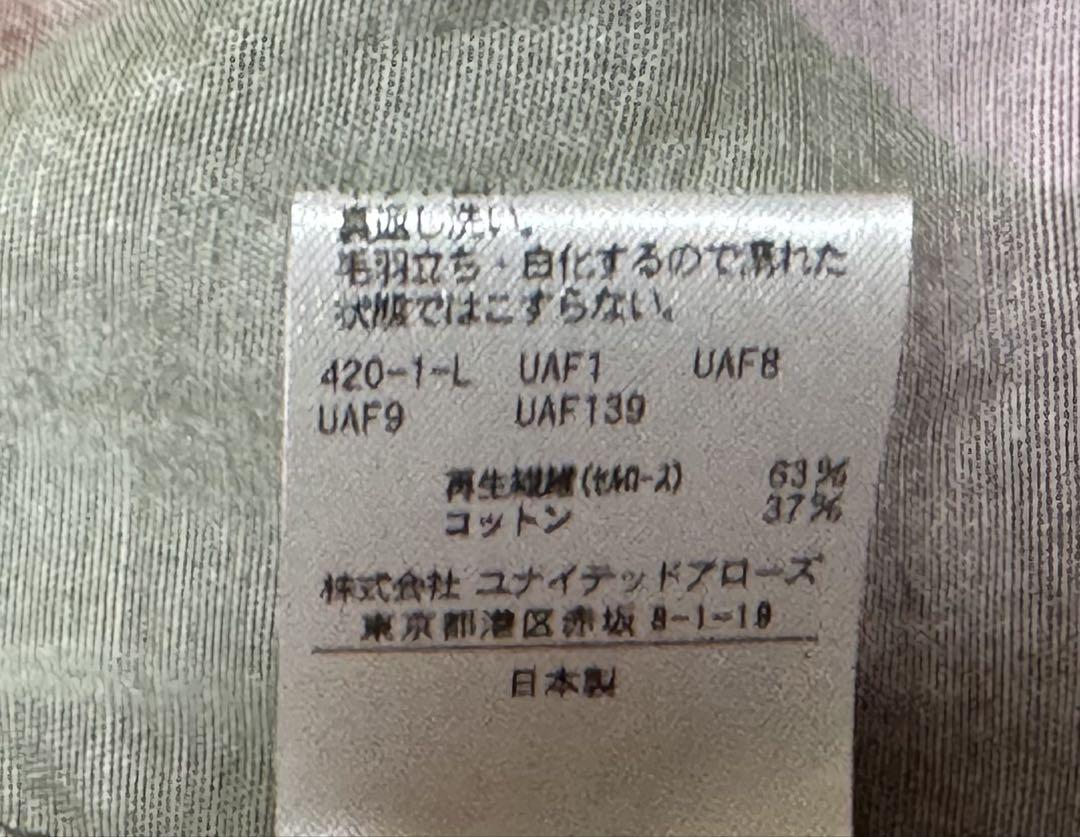 裏返し洗い。
毛羽立ち・白化するので濡れた
状態ではこすらない。
420-1-L UAF1 UAF8
UAF9 UAF139
再生繊維(セルロース) 63%
コットン 37%
株式会社 ユナイテッドアローズ
東京都港区赤坂 8-1-19
日本製